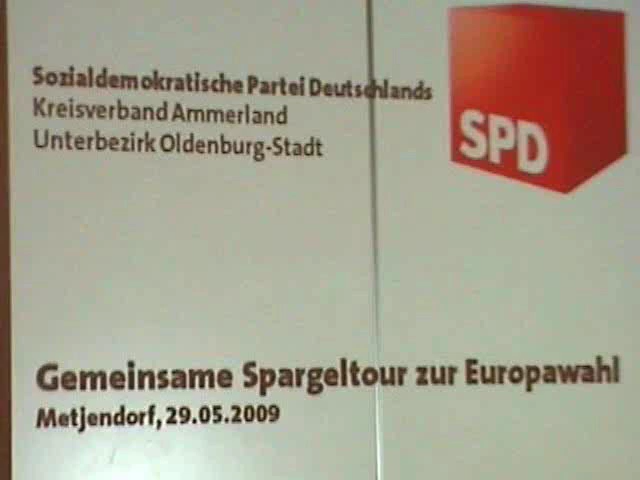 Sozialdemokratische Partei Deutschlands
Kreisverband Ammerland
Unterbezirk Oldenburg-Stadt
SPD
Gemeinsame Spargeltour zur Europawahl
Metjendorf, 29.05.2009